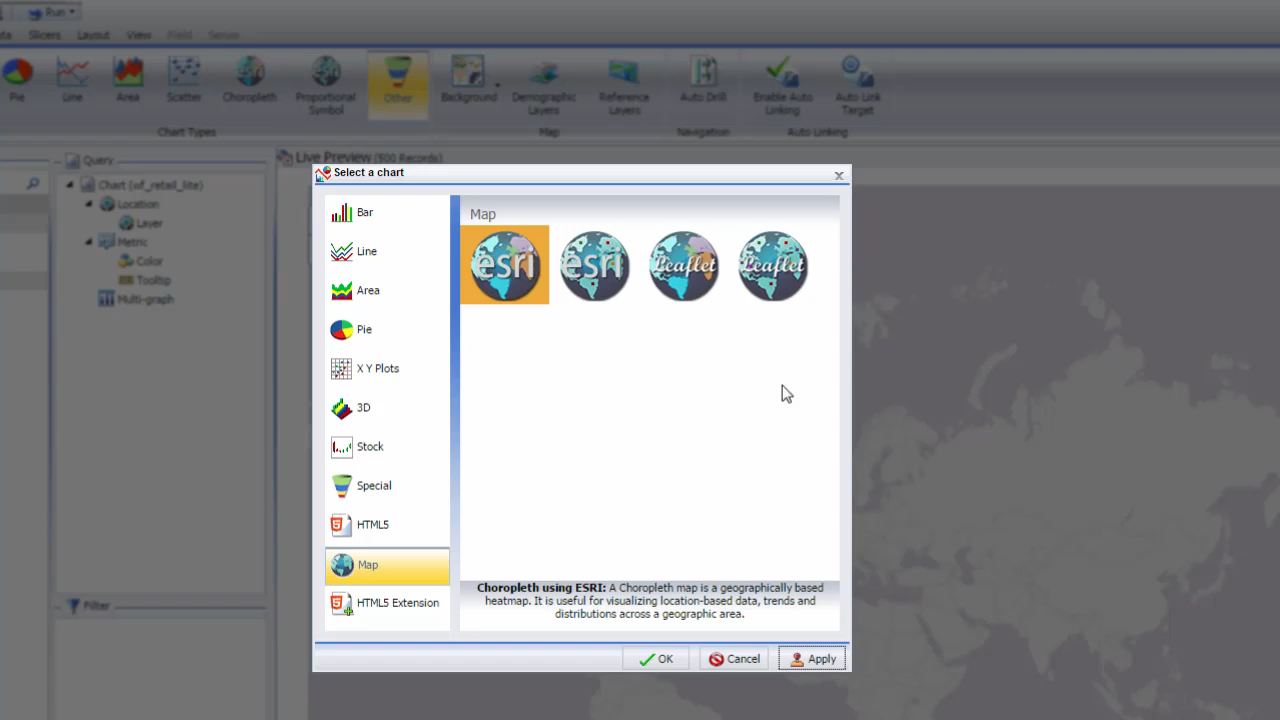 Run
Slicers Layout View Field Series
Pie Line Area Scatter Choropleth Proportional Symbol Other Background Demographic Layers Reference Layers Auto Drill Enable Auto Linking Auto Link Target
Chart Types Map Navigation Auto Linking
Query
Live Preview (500 Records)
Chart (wf_retail_lite)
Location
Layer
Metric
Color
Tooltip
Multi-graph
Filter
Select a chart
Bar
Line
Area
Pie
X Y Plots
3D
Stock
Special
HTML5
Map
HTML5 Extension
Map
esri esri Leaflet Leaflet
Choropleth using ESRI: A Choropleth map is a geographically based
heatmap. It is useful for visualizing location-based data, trends and
distributions across a geographic area.
OK Cancel Apply